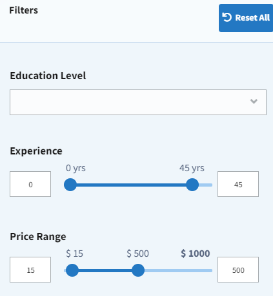 Filters
Reset All
Education Level
Experience
0 yrs 45 yrs
0 45
Price Range
$ 15 $ 500 $ 1000
15 500